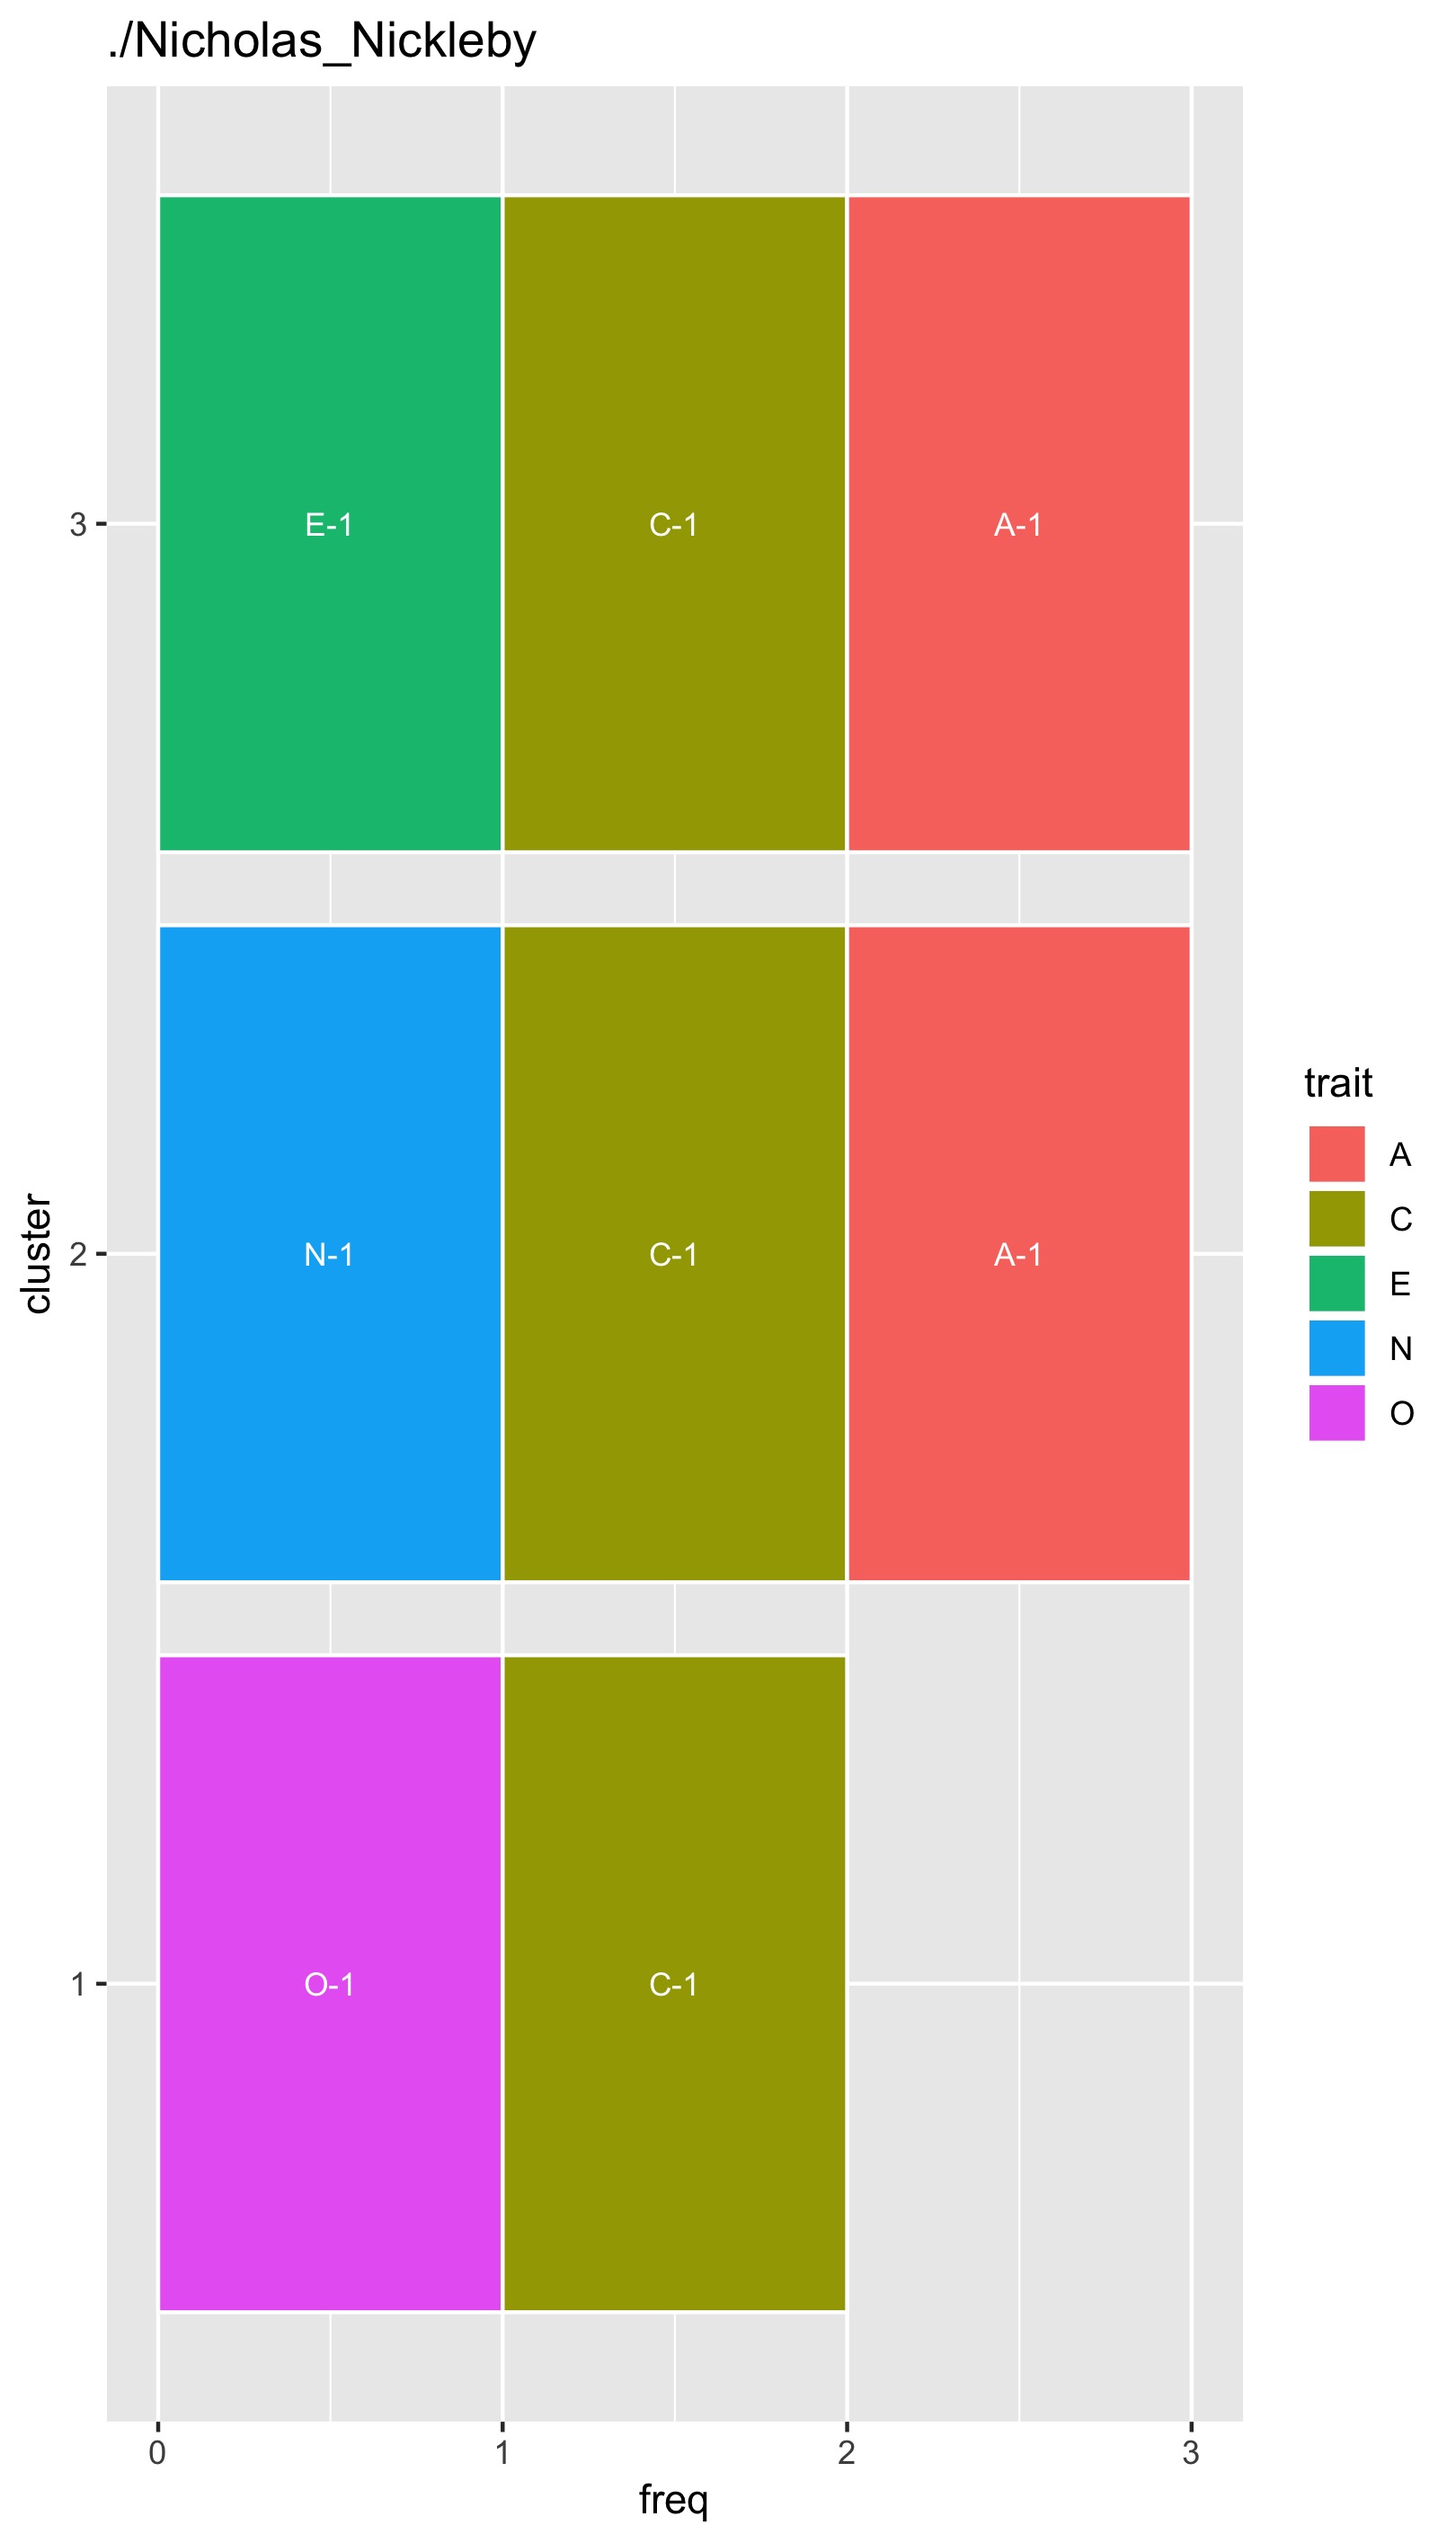 ./Nicholas_Nickleby
3
E-1
C-1
A-1
2
N-1
C-1
A-1
1
O-1
C-1
0
1
2
3
freq
cluster
trait
A
C
E
N
O